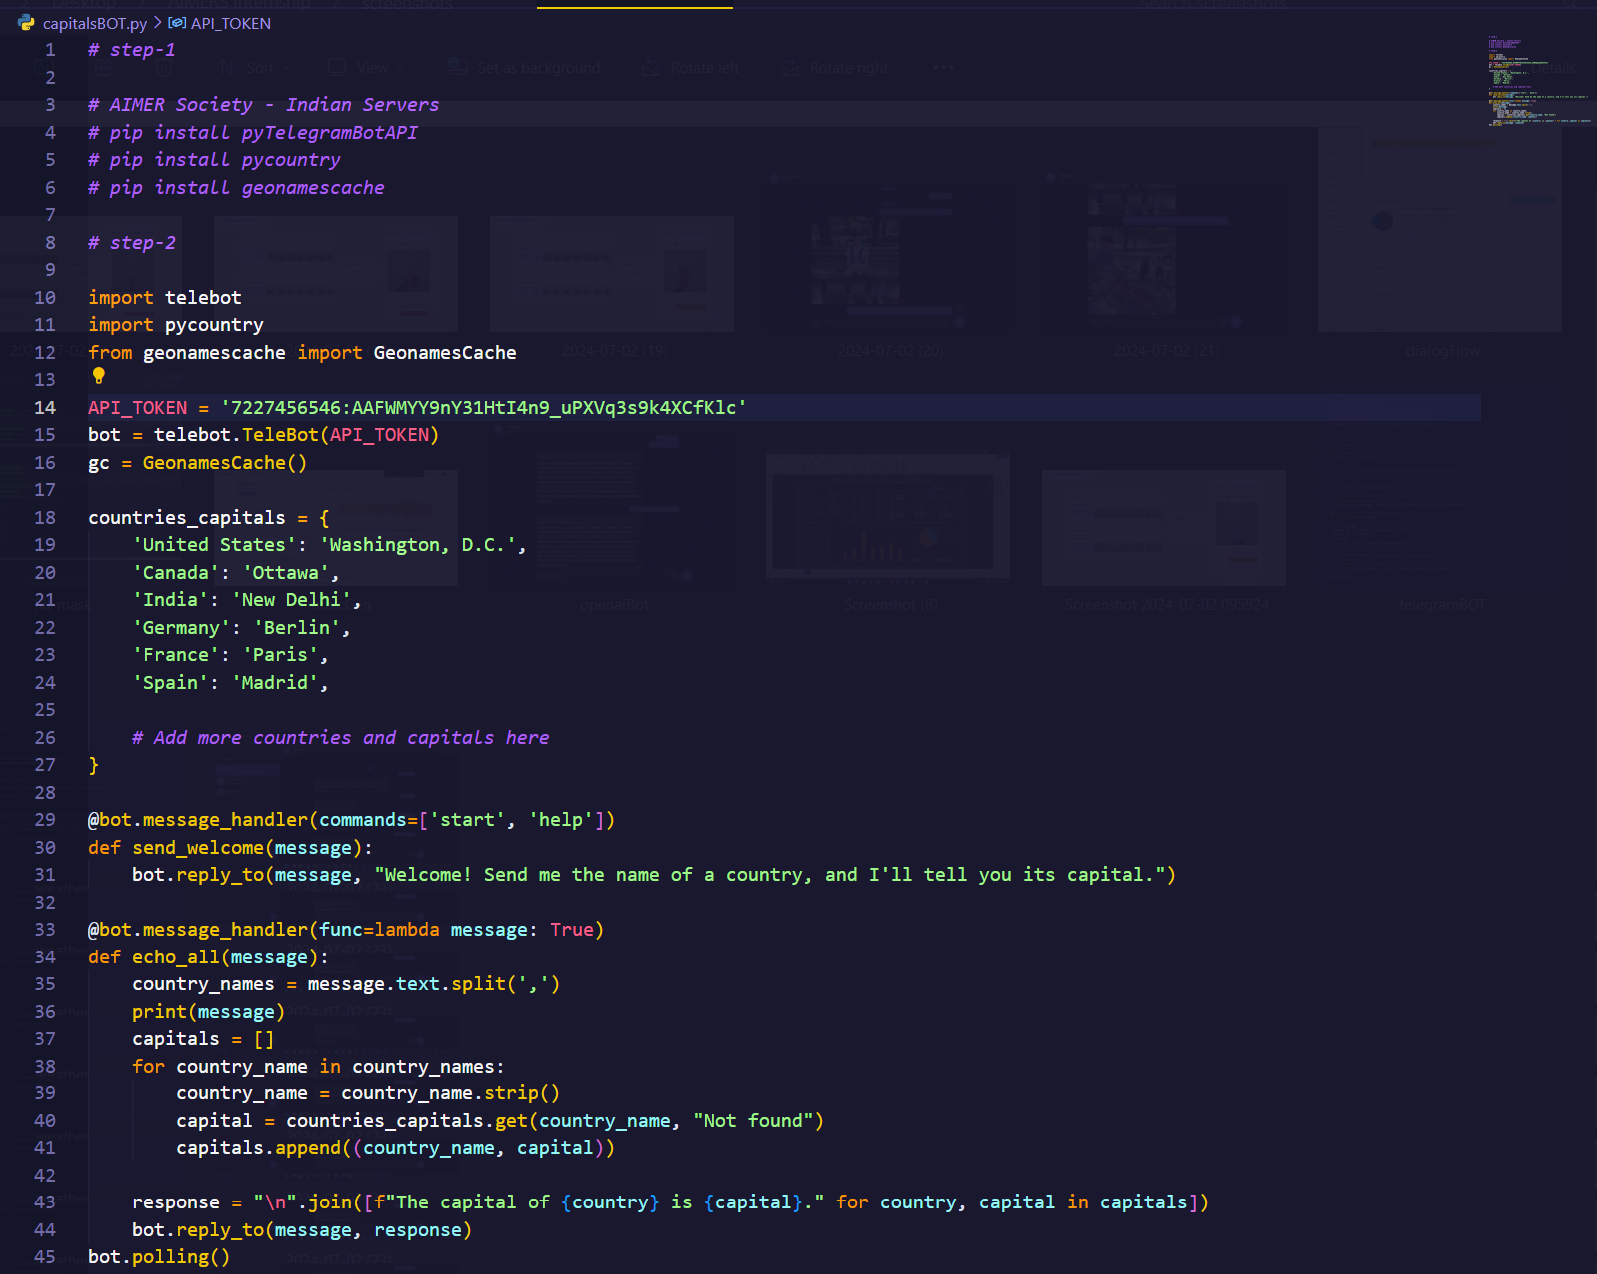 capitalsBOT.py > API_TOKEN
1 # step-1
2
3 # AIMER Society - Indian Servers
4 # pip install pyTelegramBotAPI
5 # pip install pycountry
6 # pip install geonamescache
7
8 # step-2
9
10 import telebot
11 import pycountry
12 from geonamescache import GeonamesCache
13
14 API_TOKEN = '7227456546:AAFWMYY9nY31HtI4n9_uPXVq3s9k4XCfKlc'
15 bot = telebot.TeleBot(API_TOKEN)
16 gc = GeonamesCache()
17
18 countries_capitals = {
19     'United States': 'Washington, D.C.',
20     'Canada': 'Ottawa',
21     'India': 'New Delhi',
22     'Germany': 'Berlin',
23     'France': 'Paris',
24     'Spain': 'Madrid',
25
26     # Add more countries and capitals here
27 }
28
29 @bot.message_handler(commands=['start', 'help'])
30 def send_welcome(message):
31     bot.reply_to(message, "Welcome! Send me the name of a country, and I'll tell you its capital.")
32
33 @bot.message_handler(func=lambda message: True)
34 def echo_all(message):
35     country_names = message.text.split(',')
36     print(message)
37     capitals = []
38     for country_name in country_names:
39         country_name = country_name.strip()
40         capital = countries_capitals.get(country_name, "Not found")
41         capitals.append((country_name, capital))
42
43     response = "\n".join([f"The capital of {country} is {capital}." for country, capital in capitals])
44     bot.reply_to(message, response)
45 bot.polling()